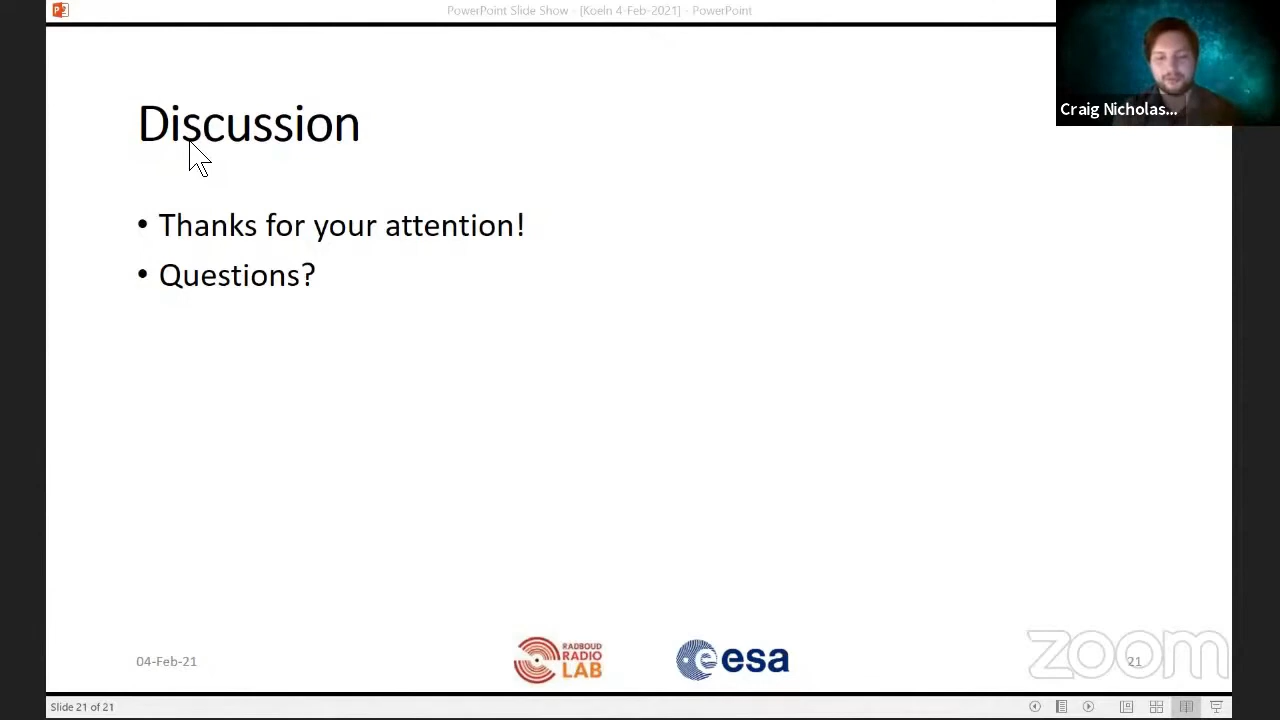 PowerPoint Slide Show - [Koeln 4-Feb-2021] - PowerPoint
Craig Nicholas...
Discussion
• Thanks for your attention!
• Questions?
04-Feb-21
RADBOUD
RADIO
LAB
esa
zoom
21
Slide 21 of 21